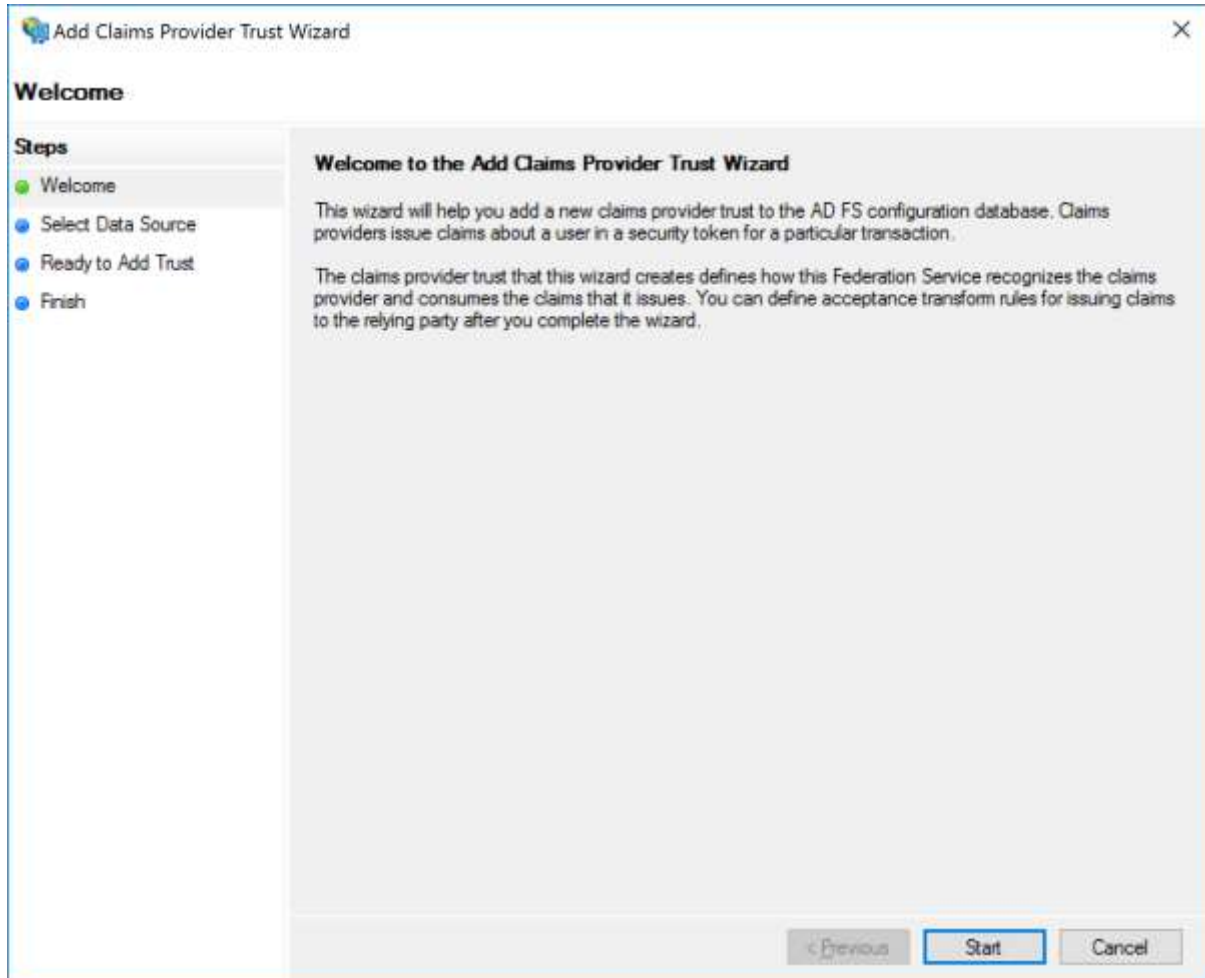 Add Claims Provider Trust Wizard
Welcome
Steps
Welcome
Select Data Source
Ready to Add Trust
Finish
Welcome to the Add Claims Provider Trust Wizard
This wizard will help you add a new claims provider trust to the AD FS configuration database. Claims
providers issue claims about a user in a security token for a particular transaction.
The claims provider trust that this wizard creates defines how this Federation Service recognizes the claims
provider and consumes the claims that it issues. You can define acceptance transform rules for issuing claims
to the relying party after you complete the wizard.
< Previous
Start
Cancel